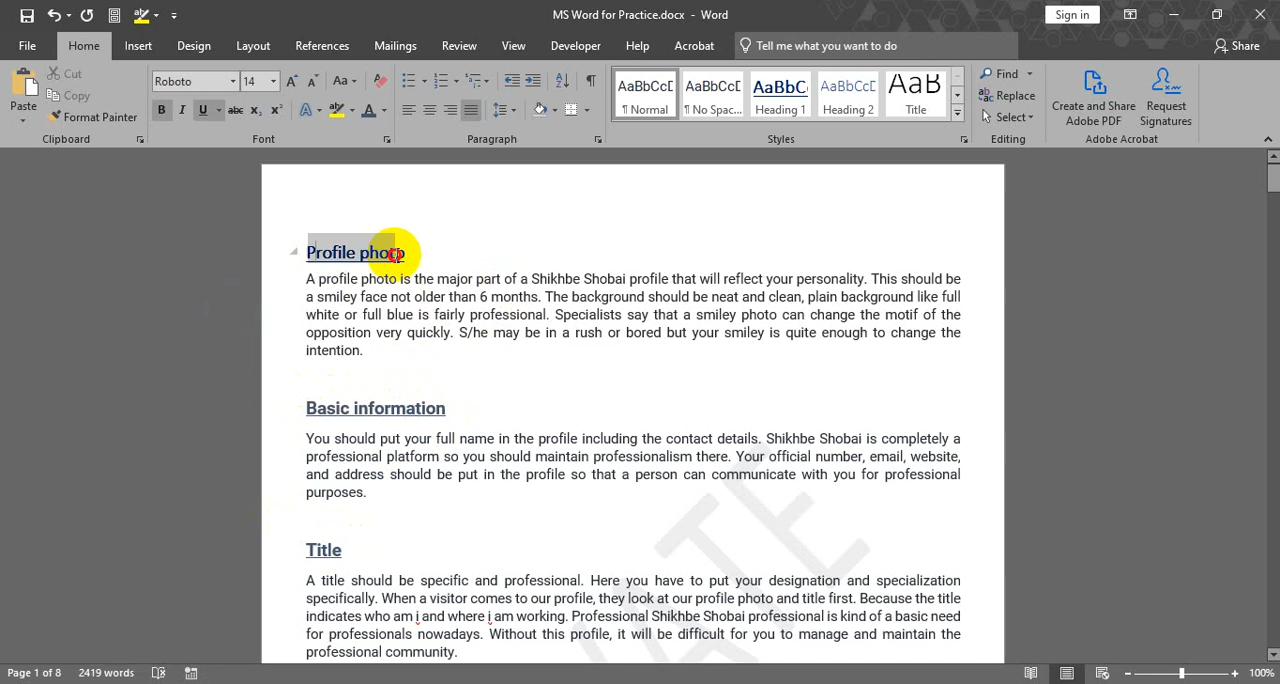 MS Word for Practice.docx - Word
Sign in
File Home Insert Design Layout References Mailings Review View Developer Help Acrobat Tell me what you want to do Share
Paste
Cut
Copy
Format Painter
Clipboard
Roboto 14
Aa
B I U abc x₂ x²
Font
Paragraph
AaBbCcD AaBbCcD AaBbC AaBbCcD AaB
¶ Normal ¶ No Spac... Heading 1 Heading 2 Title
Styles
Find
Replace
Select
Editing
Create and Share
Adobe PDF
Request
Signatures
Adobe Acrobat
Profile photo
A profile photo is the major part of a Shikhbe Shobai profile that will reflect your personality. This should be
a smiley face not older than 6 months. The background should be neat and clean, plain background like full
white or full blue is fairly professional. Specialists say that a smiley photo can change the motif of the
opposition very quickly. S/he may be in a rush or bored but your smiley is quite enough to change the
intention.
Basic information
You should put your full name in the profile including the contact details. Shikhbe Shobai is completely a
professional platform so you should maintain professionalism there. Your official number, email, website,
and address should be put in the profile so that a person can communicate with you for professional
purposes.
Title
A title should be specific and professional. Here you have to put your designation and specialization
specifically. When a visitor comes to our profile, they look at our profile photo and title first. Because the title
indicates who am i and where i am working. Professional Shikhbe Shobai professional is kind of a basic need
for professionals nowadays. Without this profile, it will be difficult for you to manage and maintain the
professional community.
Page 1 of 8 2419 words 100%